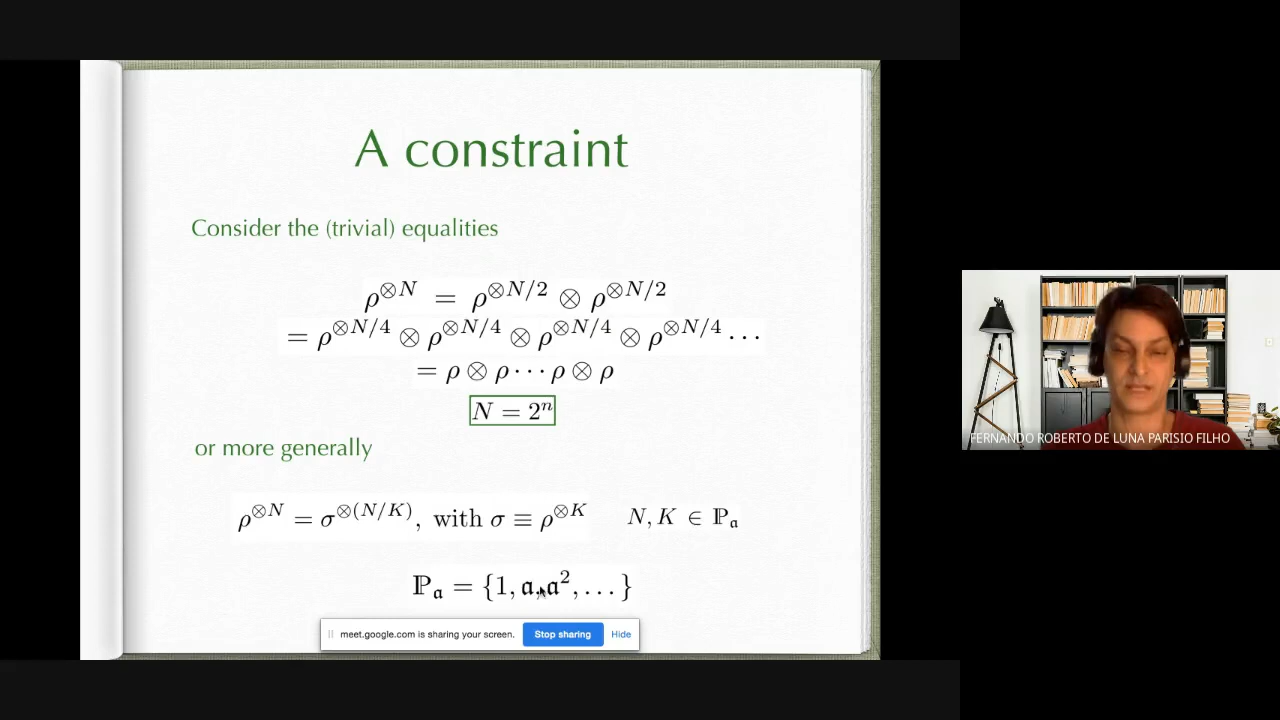 A constraint
Consider the (trivial) equalities
ρ^{⊗N} = ρ^{⊗N/2} ⊗ ρ^{⊗N/2}
= ρ^{⊗N/4} ⊗ ρ^{⊗N/4} ⊗ ρ^{⊗N/4} ⊗ ρ^{⊗N/4} ⋯
= ρ ⊗ ρ ⋯ ρ ⊗ ρ
N = 2^n
or more generally
ρ^{⊗N} = σ^{⊗(N/K)}, with σ ≡ ρ^{⊗K} N, K ∈ ℙ_𝔞
ℙ_𝔞 = {1, 𝔞, 𝔞^2, …}
meet.google.com is sharing your screen. Stop sharing Hide
FERNANDO ROBERTO DE LUNA PARISIO FILHO